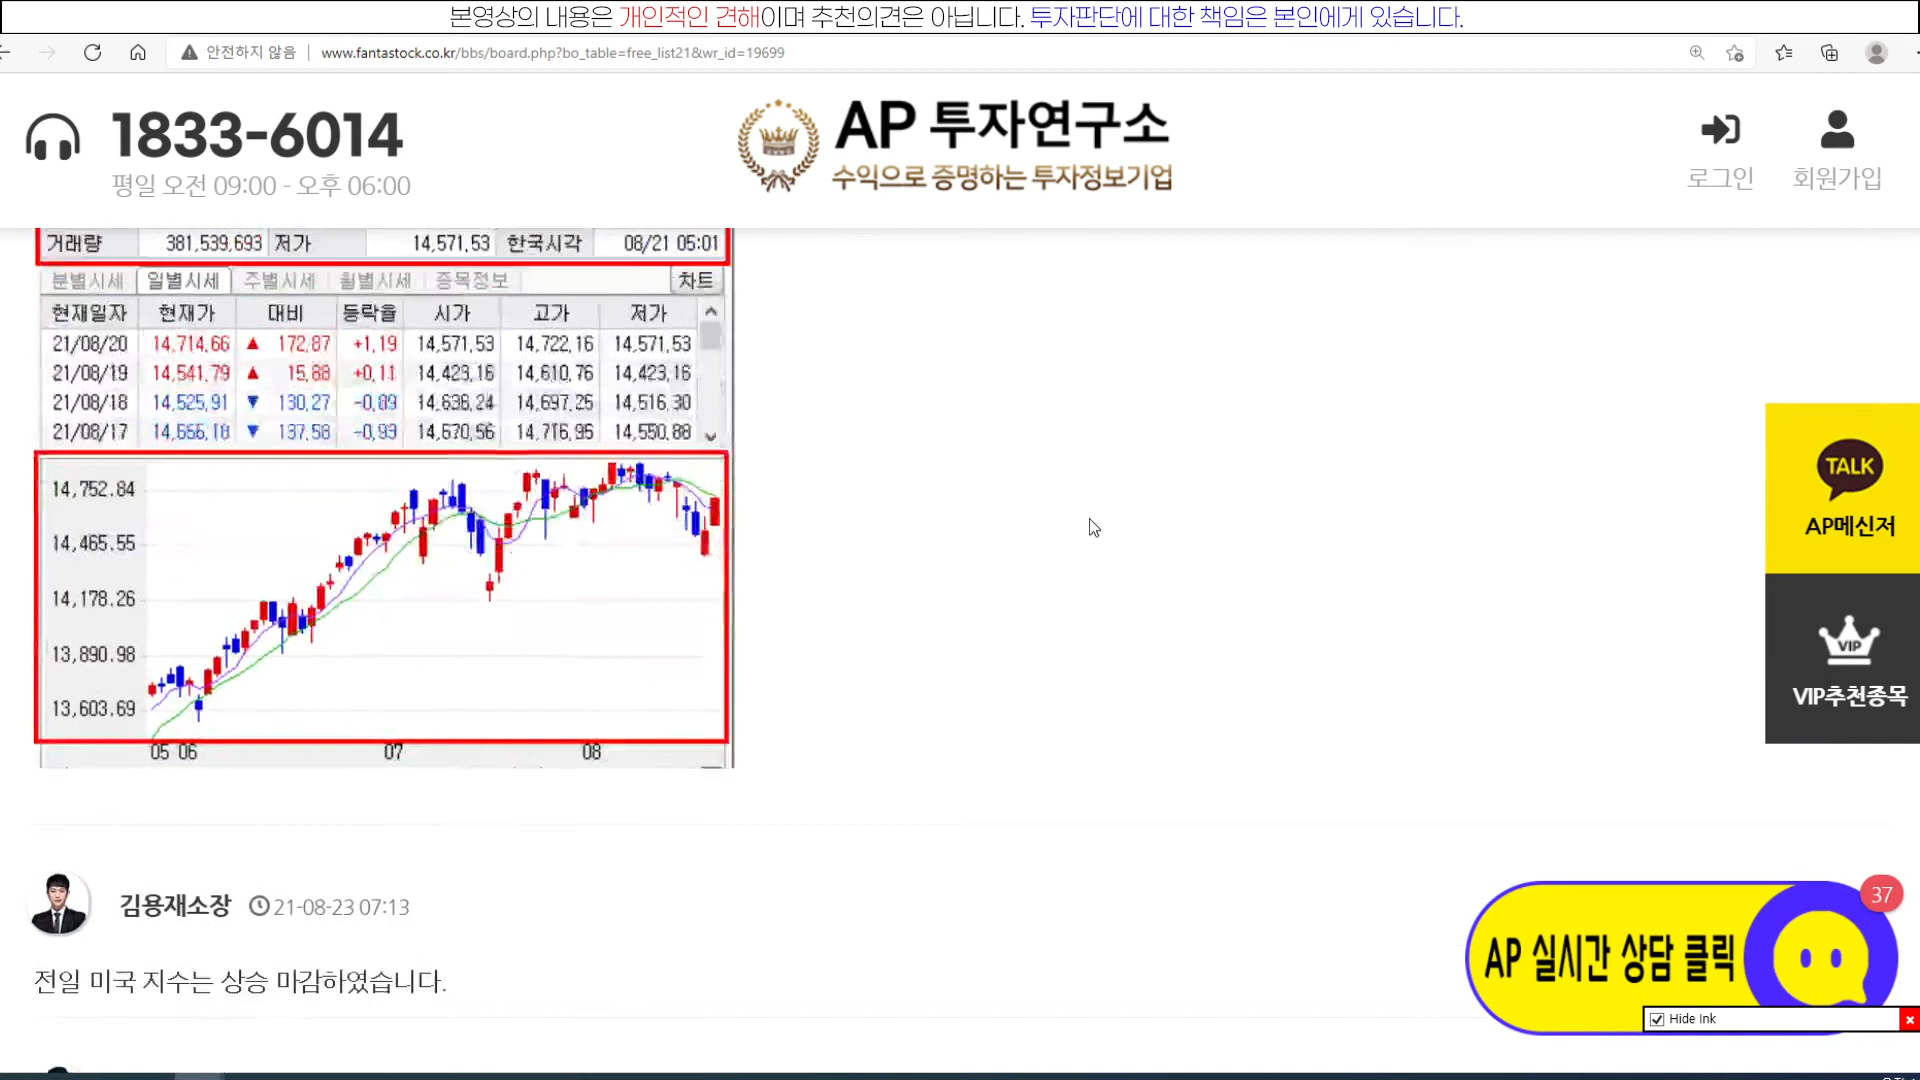 본영상의 내용은 개인적인 견해이며 추천의견은 아닙니다. 투자판단에 대한 책임은 본인에게 있습니다.
안전하지 않음 | www.fantastock.co.kr/bbs/board.php?bo_table=free_list21&wr_id=19699
1833-6014
평일 오전 09:00 - 오후 06:00
AP 투자연구소
수익으로 증명하는 투자정보기업
로그인
회원가입
거래량 381,539,693 저가 14,571,53 한국시각 08/21 05:01
분별시세 일별시세 주별시세 월별시세 종목정보 차트
현재일자 현재가 대비 등락율 시가 고가 저가
21/08/20 14,714,66 ▲ 172,87 +1,19 14,571,53 14,722,16 14,571,53
21/08/19 14,541,79 ▲ 15,88 +0,11 14,423,16 14,610,76 14,423,16
21/08/18 14,525,91 ▼ 130,27 -0,89 14,636,24 14,697,25 14,516,30
21/08/17 14,656,18 ▼ 137,58 -0,93 14,670,56 14,716,95 14,550,88
14,752.84
14,465.55
14,178.26
13,890.98
13,603.69
05 06 07 08
TALK
AP메신저
VIP
VIP추천종목
김용재소장 21-08-23 07:13
전일 미국 지수는 상승 마감하였습니다.
37
AP 실시간 상담 클릭
Hide Ink